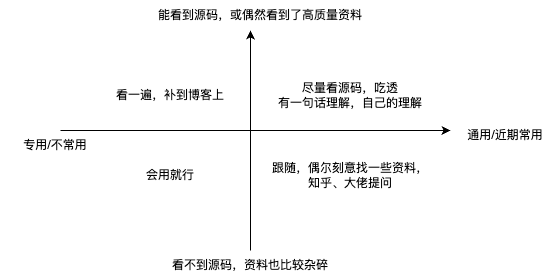 能看到源码，或偶然看到了高质量资料
看一遍，补到博客上
尽量看源码，吃透
有一句话理解，自己的理解
专用/不常用
通用/近期常用
会用就行
跟随，偶尔刻意找一些资料，
知乎、大佬提问
看不到源码，资料也比较杂碎